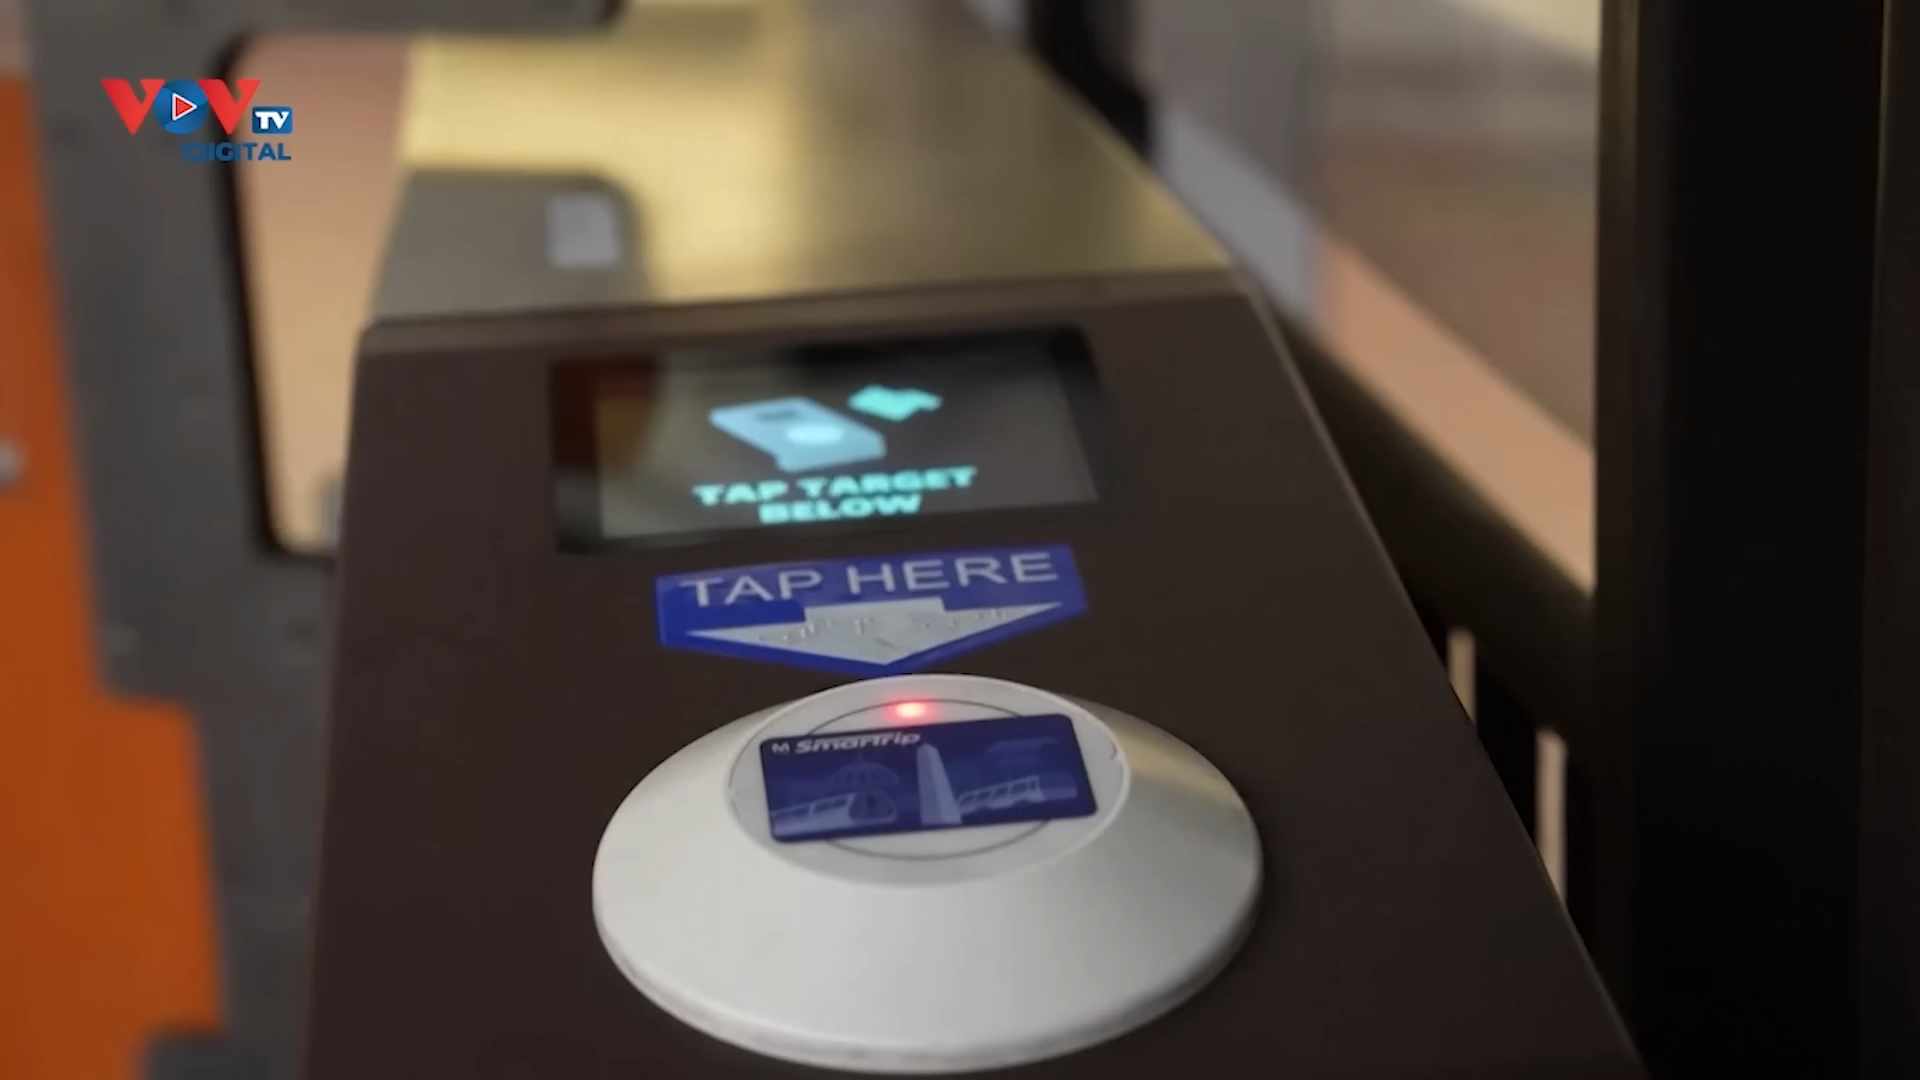 VOV TV
DIGITAL
TAP TARGET
BELOW
TAP HERE
M SmarTrip